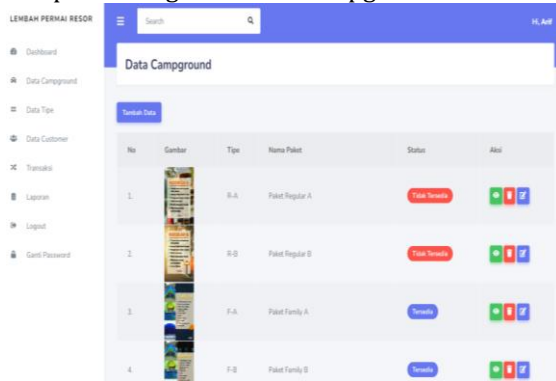 LEMBAH PERMAI RESOR
Search
Hi, Arif
Dashboard
Data Campground
Data Tipe
Data Customer
Transaksi
Laporan
Logout
Ganti Password
Data Campground
Tambah Data
No Gambar Tipe Nama Paket Status Aksi
1. R-A Paket Regular A Tidak Tersedia
2. R-B Paket Regular B Tidak Tersedia
3. F-A Paket Family A Tersedia
4. F-B Paket Family B Tersedia